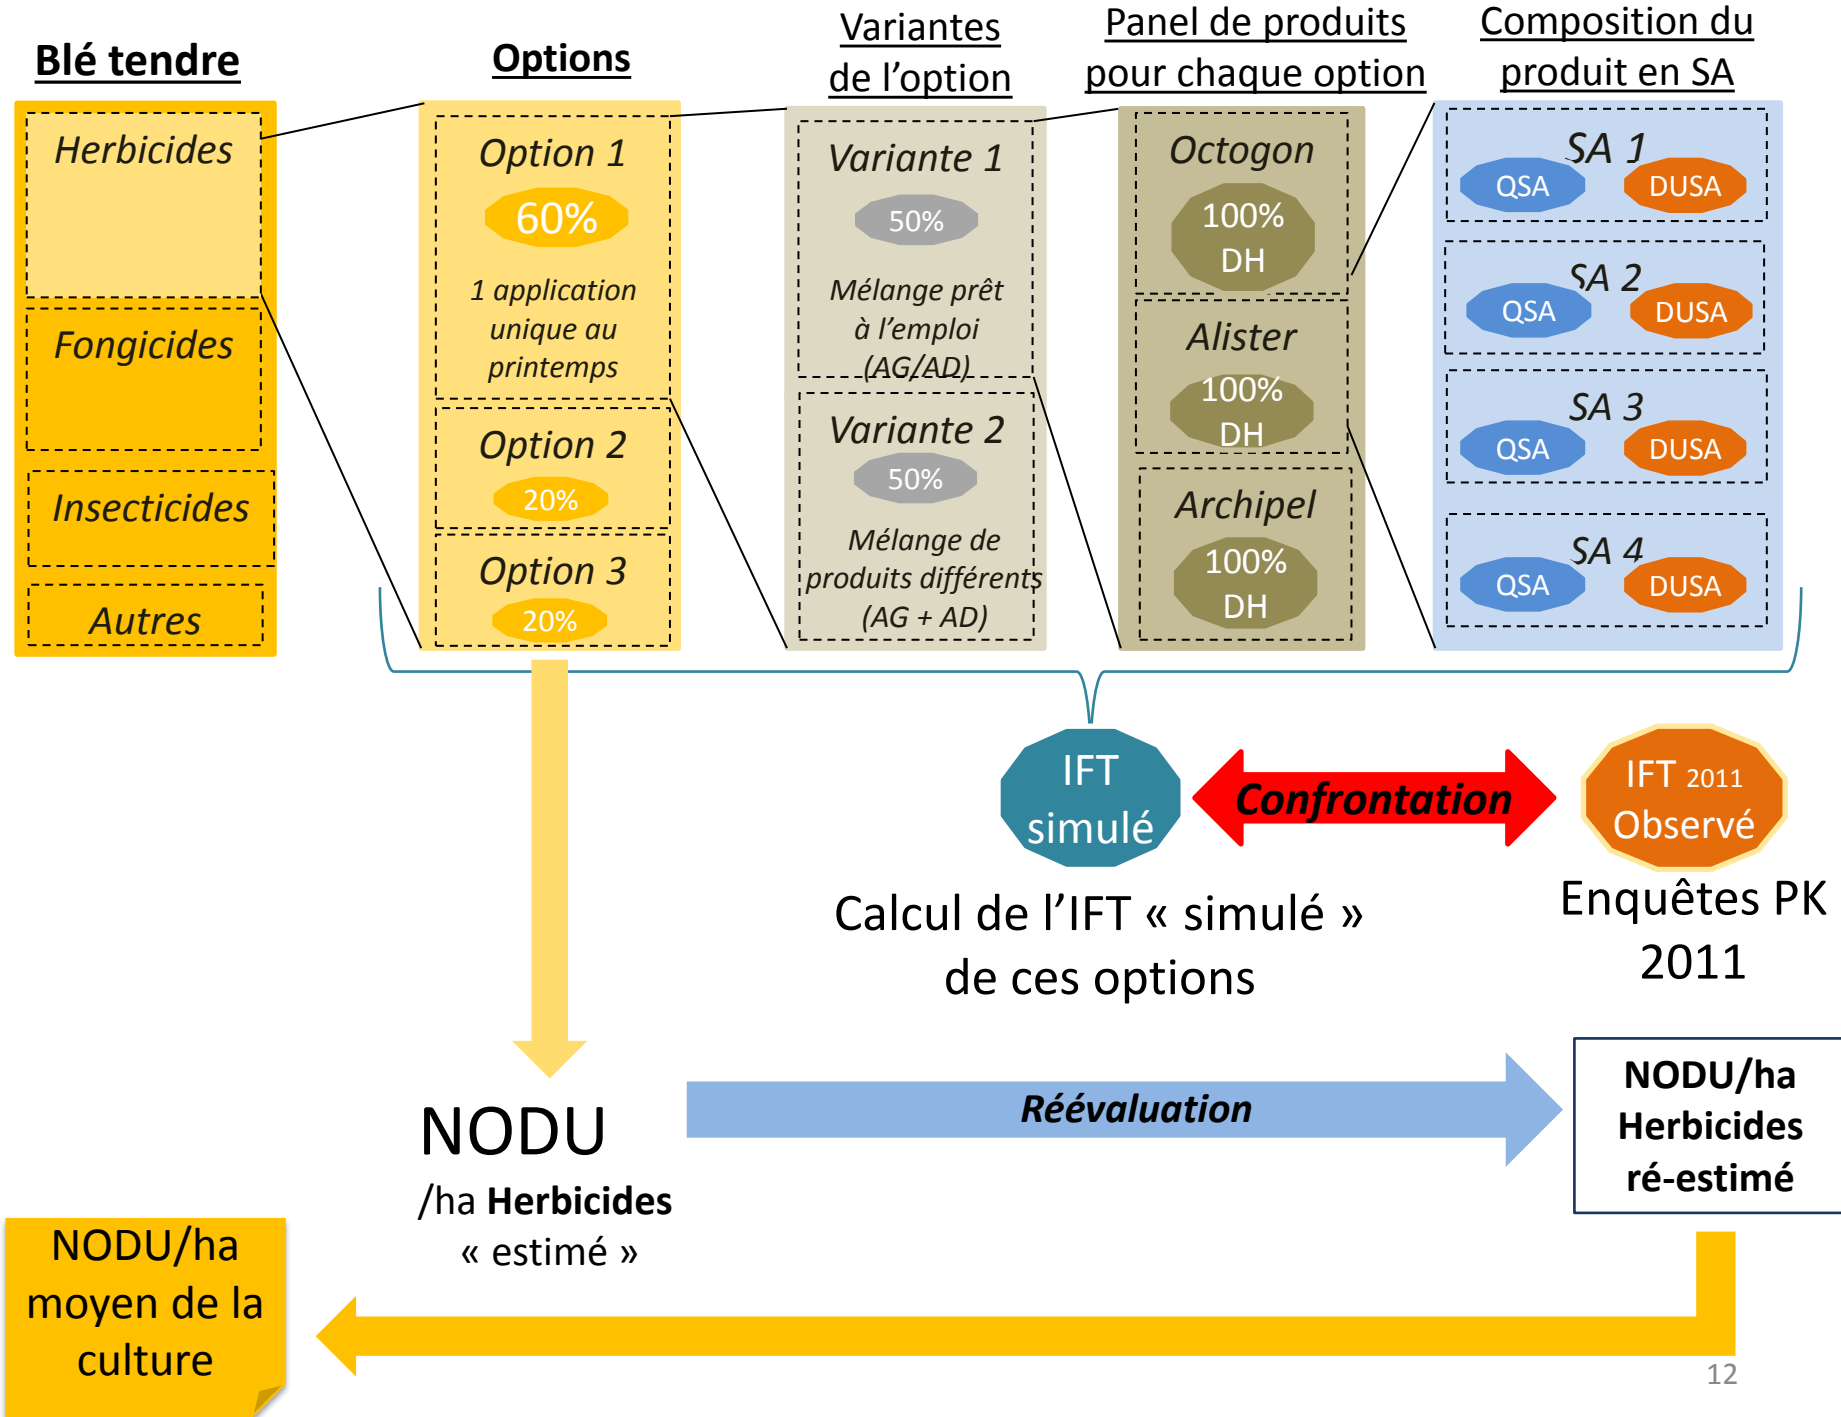 Blé tendre
Herbicides
Fongicides
Insecticides
Autres
Options
Option 1
60%
1 application
unique au
printemps
Option 2
20%
Option 3
20%
Variantes
de l’option
Variante 1
50%
Mélange prêt
à l’emploi
(AG/AD)
Variante 2
50%
Mélange de
produits différents
(AG + AD)
Panel de produits
pour chaque option
Octogon
100%
DH
Alister
100%
DH
Archipel
100%
DH
Composition du
produit en SA
SA 1
QSA DUSA
SA 2
QSA DUSA
SA 3
QSA DUSA
SA 4
QSA DUSA
IFT
simulé
Confrontation
IFT 2011
Observé
Calcul de l’IFT « simulé »
de ces options
Enquêtes PK
2011
NODU
/ha Herbicides
« estimé »
Réévaluation
NODU/ha
Herbicides
ré-estimé
NODU/ha
moyen de la
culture
12